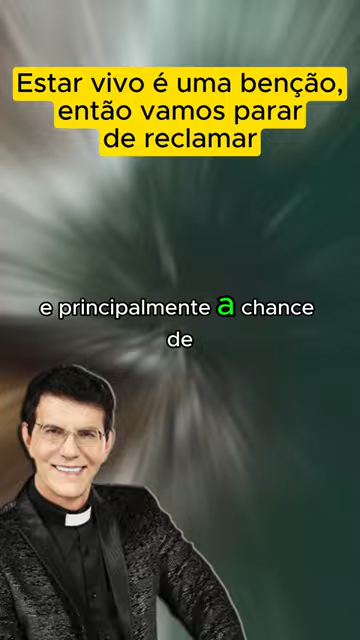 Estar vivo é uma benção,
então vamos parar
de reclamar
e principalmente a chance
de